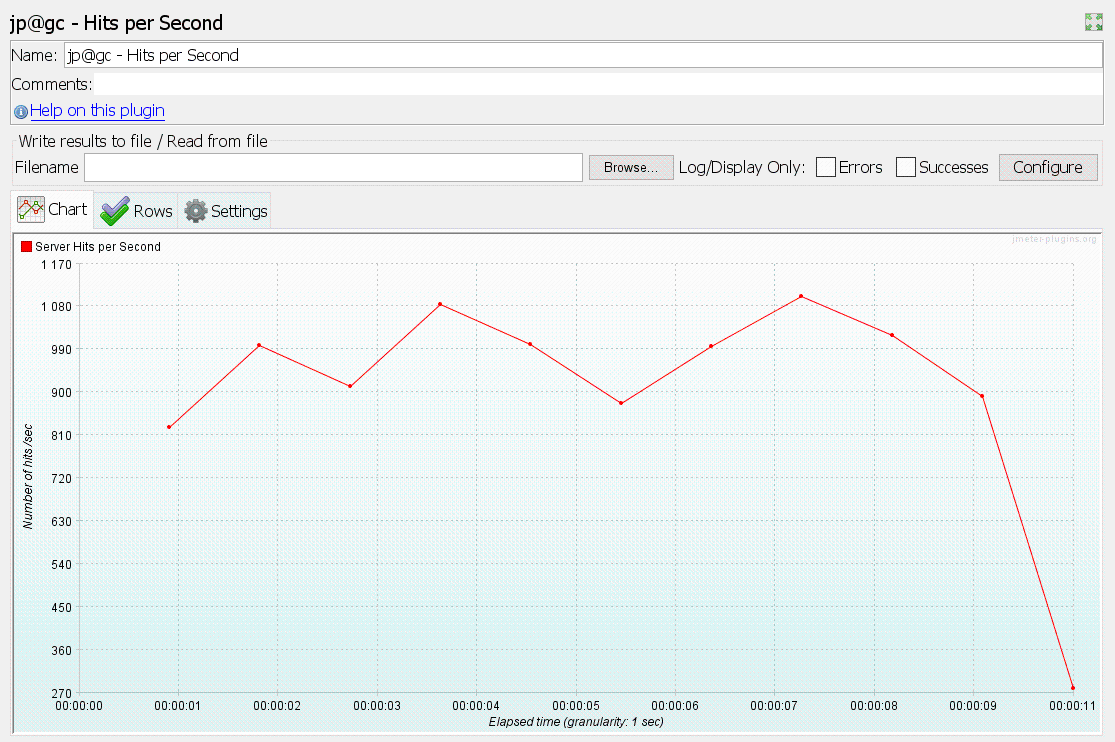 jp@gc - Hits per Second
Name: jp@gc - Hits per Second
Comments:
Help on this plugin
Write results to file / Read from file
Filename Browse... Log/Display Only: Errors Successes Configure
Chart Rows Settings
Server Hits per Second jmeter-plugins.org
1 170
1 080
990
900
810
720
630
540
450
360
270
Number of hits /sec
00:00:00 00:00:01 00:00:02 00:00:03 00:00:04 00:00:05 00:00:06 00:00:07 00:00:08 00:00:09 00:00:11
Elapsed time (granularity: 1 sec)